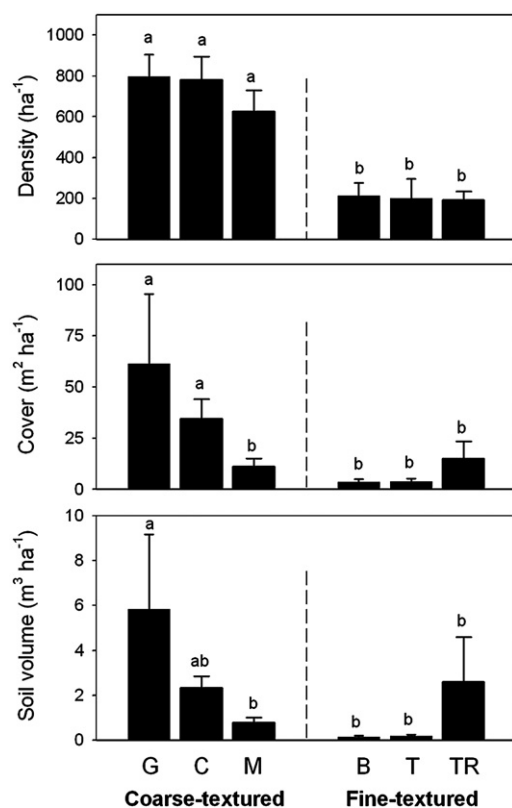 Density (ha⁻¹)
1000
800
600
400
200
0
a
a
a
b
b
b
Cover (m² ha⁻¹)
100
75
50
25
0
a
a
b
b
b
b
Soil volume (m³ ha⁻¹)
10
8
6
4
2
0
a
ab
b
b
b
b
G C M B T TR
Coarse-textured Fine-textured